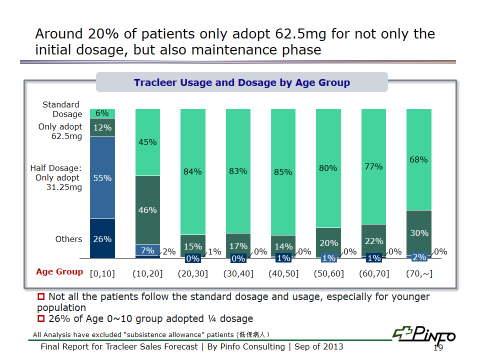 Around 20% of patients only adopt 62.5mg for not only the
initial dosage, but also maintenance phase
Tracleer Usage and Dosage by Age Group
Standard
Dosage
Only adopt
62.5mg
Half Dosage:
Only adopt
31.25mg
Others
6%
12%
55%
26%
45%
46%
7%
2%
84%
15%
0%
1%
83%
17%
0%
0%
85%
14%
1%
0%
80%
20%
1%
0%
77%
22%
1%
0%
68%
30%
2%
0%
Age Group [0,10] (10,20] (20,30] (30,40] (40,50] (50,60] (60,70] (70,~]
Not all the patients follow the standard dosage and usage, especially for younger
population
26% of Age 0~10 group adopted ¼ dosage
All Analysis have excluded "subsistence allowance" patients (低保病人)
Final Report for Tracleer Sales Forecast | By Pinfo Consulting | Sep of 2013
PInfo
19